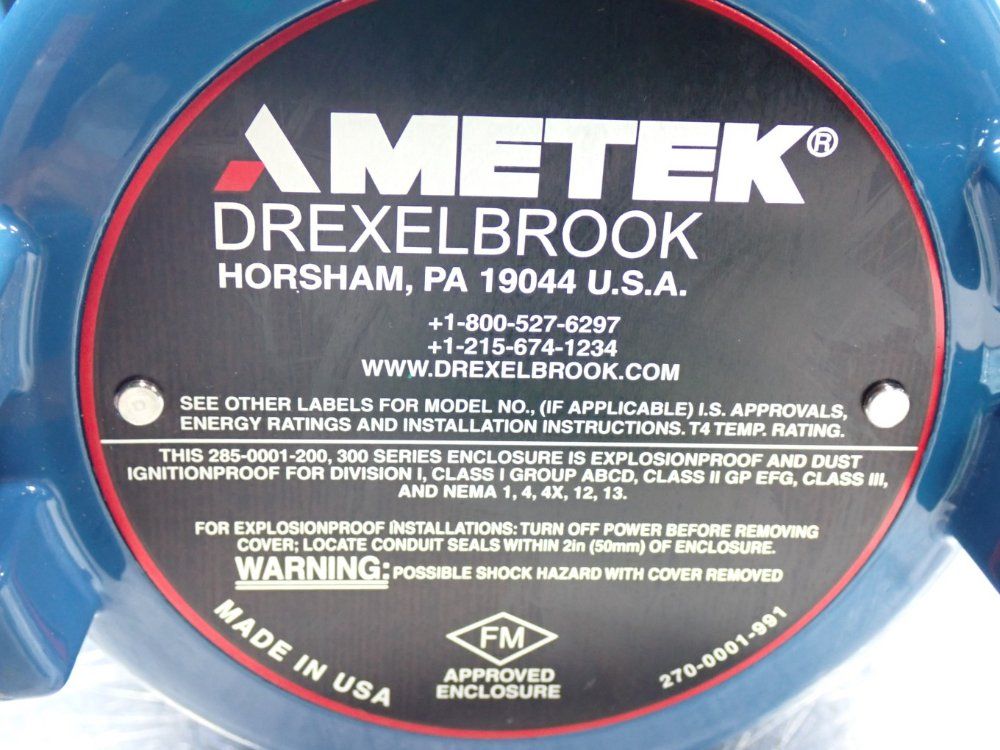 AMETEK®
DREXELBROOK
HORSHAM, PA 19044 U.S.A.
+1-800-527-6297
+1-215-674-1234
WWW.DREXELBROOK.COM
SEE OTHER LABELS FOR MODEL NO., (IF APPLICABLE) I.S. APPROVALS,
ENERGY RATINGS AND INSTALLATION INSTRUCTIONS. T4 TEMP. RATING.
THIS 285-0001-200, 300 SERIES ENCLOSURE IS EXPLOSIONPROOF AND DUST
IGNITIONPROOF FOR DIVISION I, CLASS I GROUP ABCD, CLASS II GP EFG, CLASS III,
AND NEMA 1, 4, 4X, 12, 13.
FOR EXPLOSIONPROOF INSTALLATIONS: TURN OFF POWER BEFORE REMOVING
COVER; LOCATE CONDUIT SEALS WITHIN 2in (50mm) OF ENCLOSURE.
WARNING: POSSIBLE SHOCK HAZARD WITH COVER REMOVED
MADE IN USA
FM
APPROVED
ENCLOSURE
270-0001-991